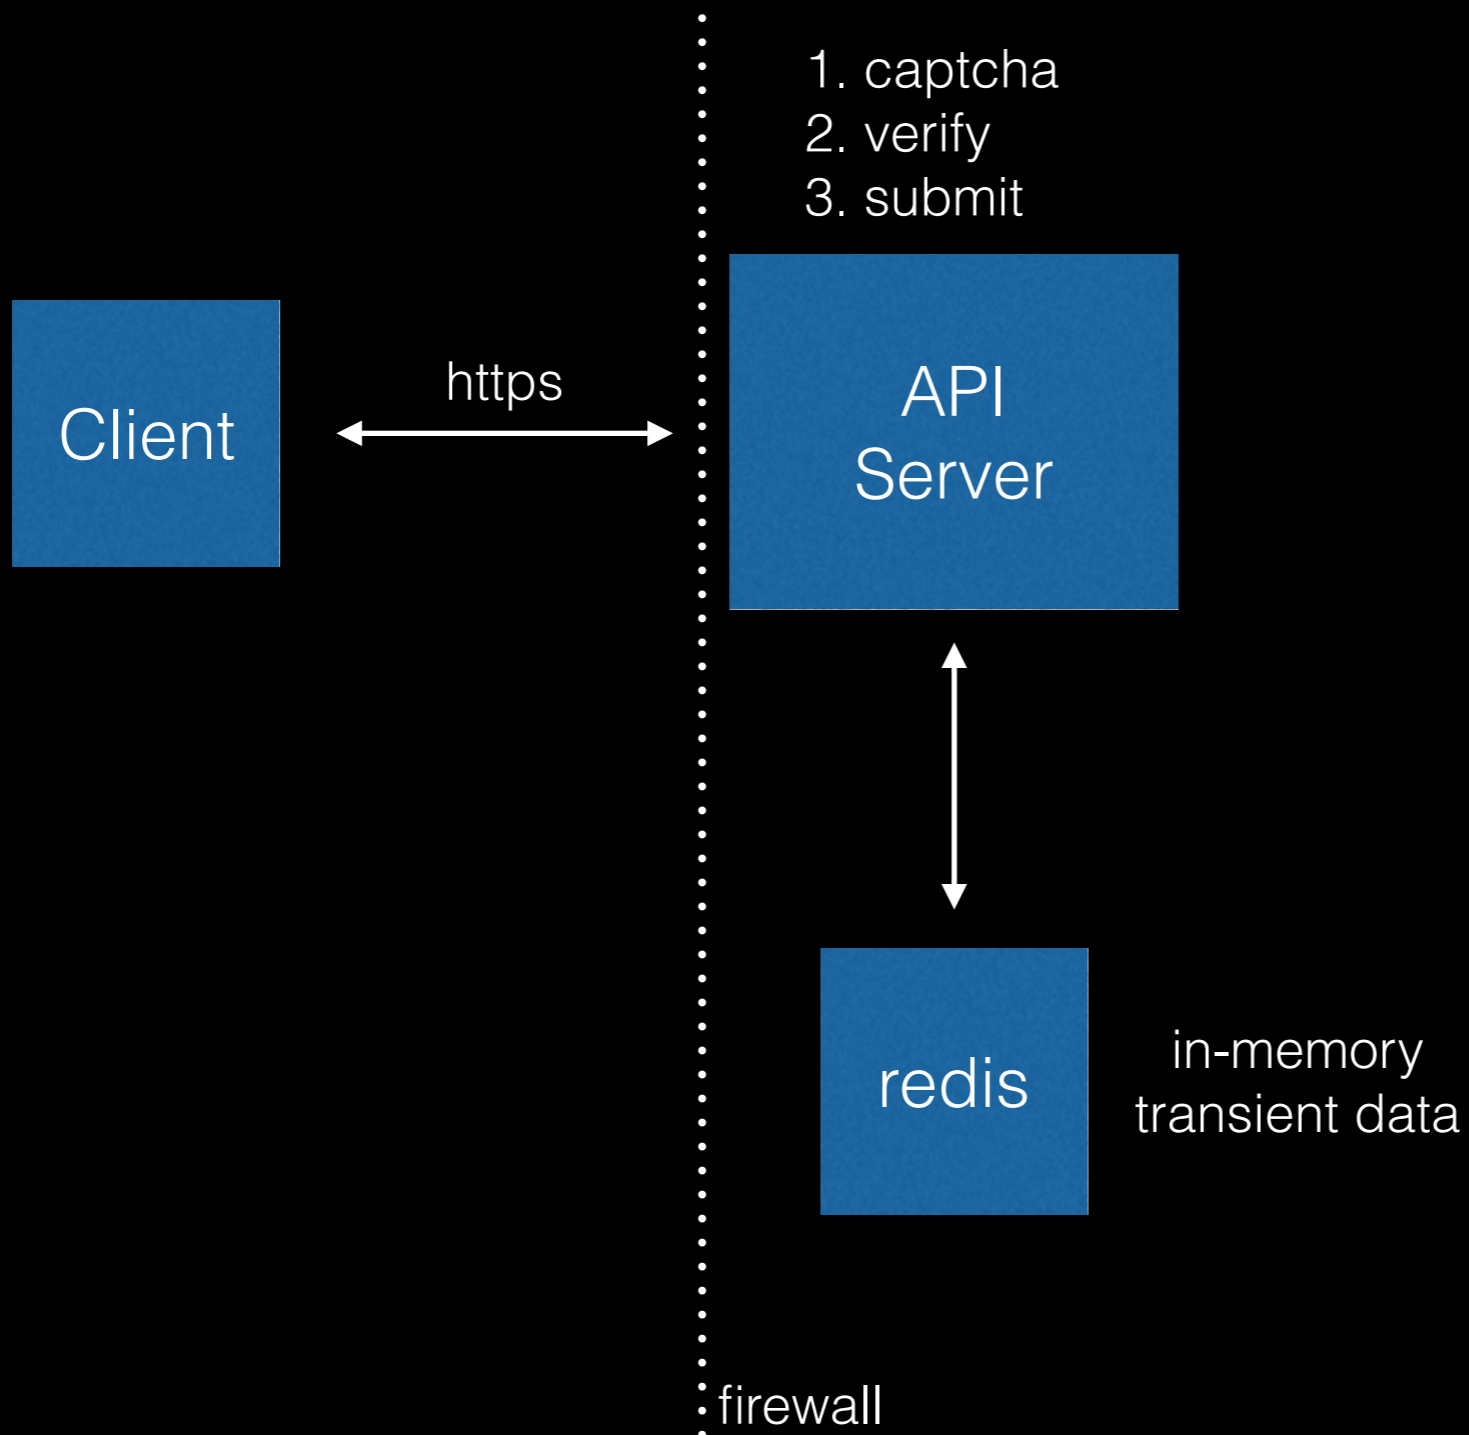 1. captcha
2. verify
3. submit
Client
https
API
Server
redis
in-memory
transient data
firewall